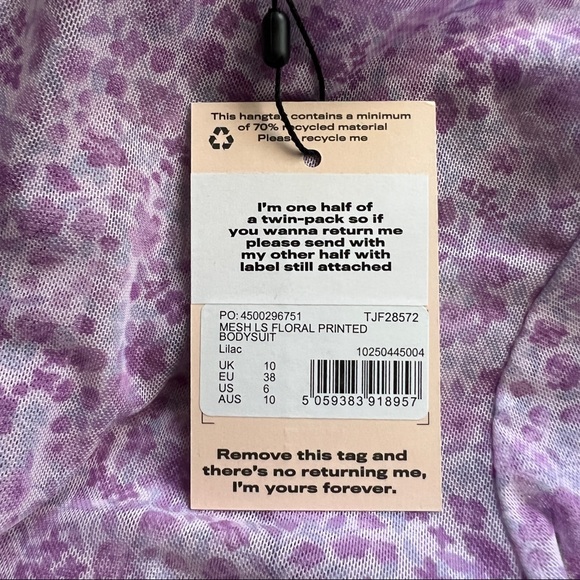 This hangtag contains a minimum
of 70% recycled material
Please recycle me
I'm one half of
a twin-pack so if
you wanna return me
please send with
my other half with
label still attached
PO: 4500296751 TJF28572
MESH LS FLORAL PRINTED
BODYSUIT
Lilac 10250445004
UK 10
EU 38
US 6
AUS 10
5 059383 918957
Remove this tag and
there's no returning me,
I'm yours forever.